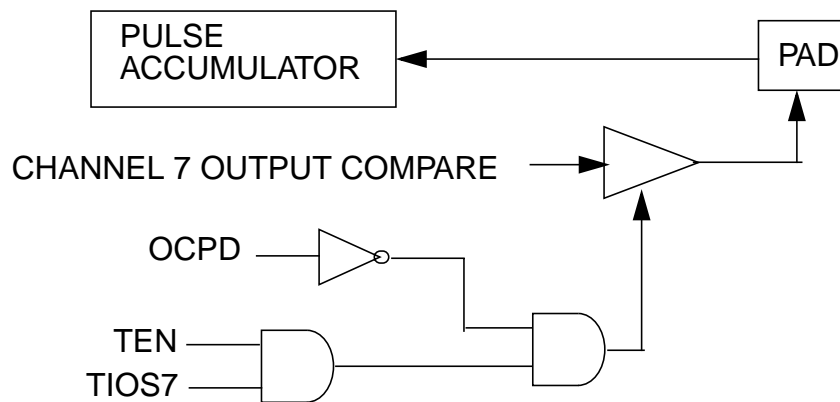 PULSE
ACCUMULATOR
PAD
CHANNEL 7 OUTPUT COMPARE
OCPD
TEN
TIOS7